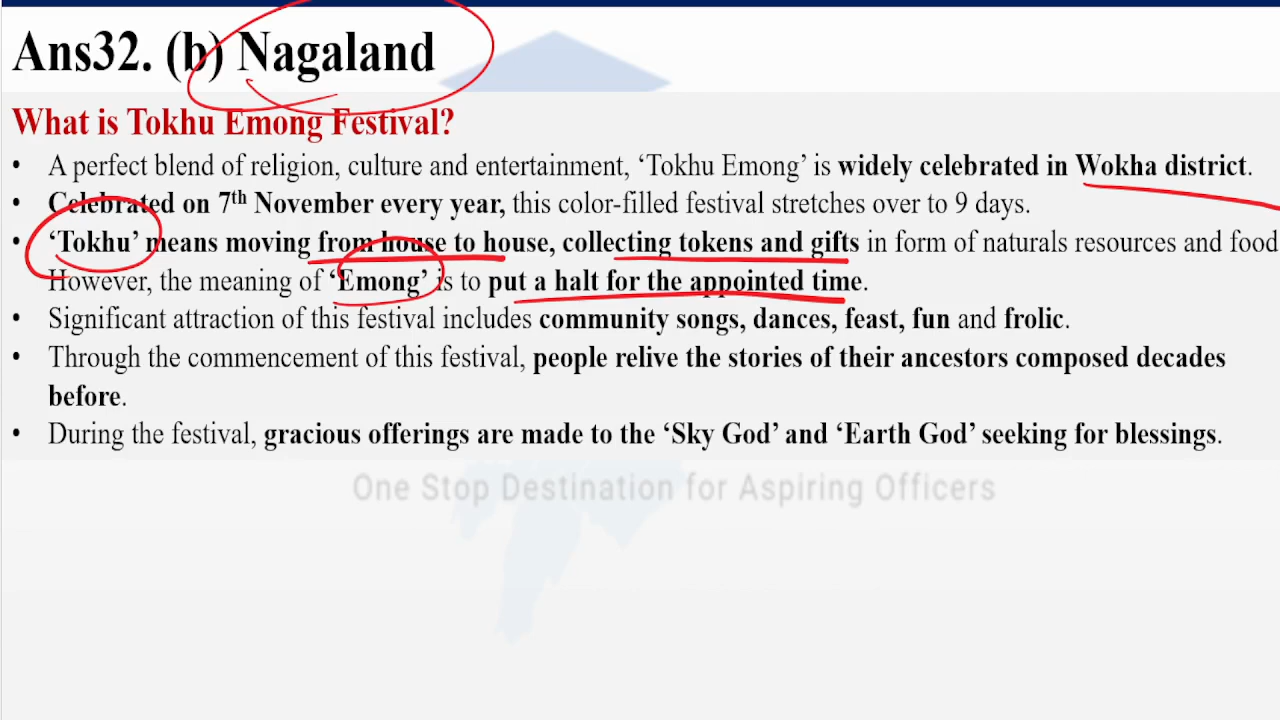 Ans32. (b) Nagaland
What is Tokhu Emong Festival?
• A perfect blend of religion, culture and entertainment, ‘Tokhu Emong’ is widely celebrated in Wokha district.
• Celebrated on 7th November every year, this color-filled festival stretches over to 9 days.
• ‘Tokhu’ means moving from house to house, collecting tokens and gifts in form of naturals resources and food
However, the meaning of ‘Emong’ is to put a halt for the appointed time.
• Significant attraction of this festival includes community songs, dances, feast, fun and frolic.
• Through the commencement of this festival, people relive the stories of their ancestors composed decades
before.
• During the festival, gracious offerings are made to the ‘Sky God’ and ‘Earth God’ seeking for blessings.
One Stop Destination for Aspiring Officers